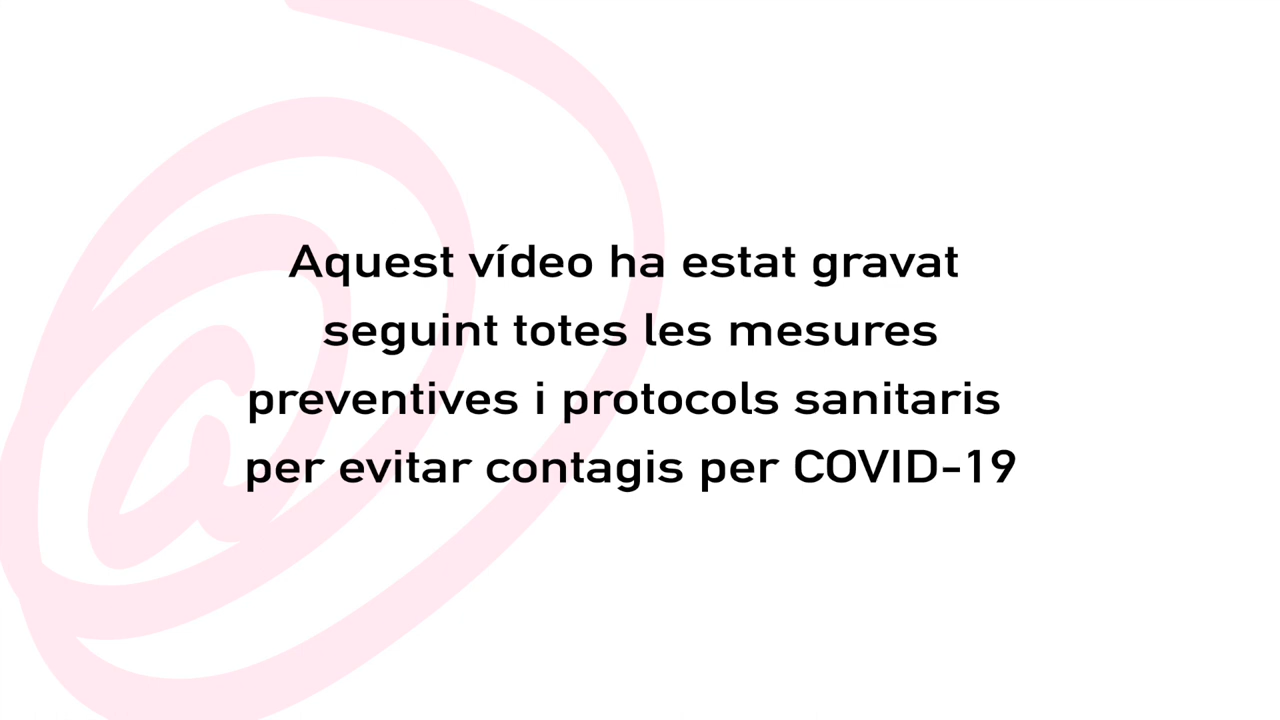 Aquest vídeo ha estat gravat
seguint totes les mesures
preventives i protocols sanitaris
per evitar contagis per COVID-19